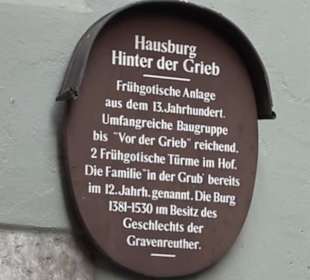 Hausburg
Hinter der Grieb
Frühgotische Anlage
aus dem 13. Jahrhundert.
Umfangreiche Baugruppe
bis "Vor der Grieb" reichend.
2 Frühgotische Türme im Hof.
Die Familie "in der Grub" bereits
im 12. Jahrh. genannt. Die Burg
1381-1530 im Besitz des
Geschlechts der
Gravenreuther.